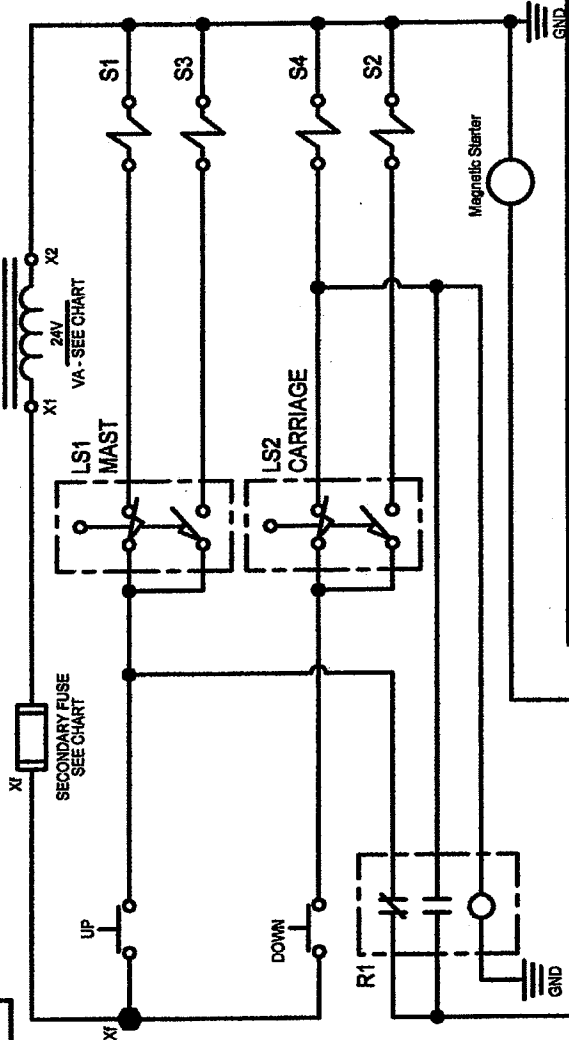 X1
24V
X2
VA - SEE CHART
Xf
SECONDARY FUSE
SEE CHART
GND
S1
S3
S4
S2
LS1
MAST
LS2
CARRIAGE
Magnetic Starter
UP
DOWN
Xf
R1
GND